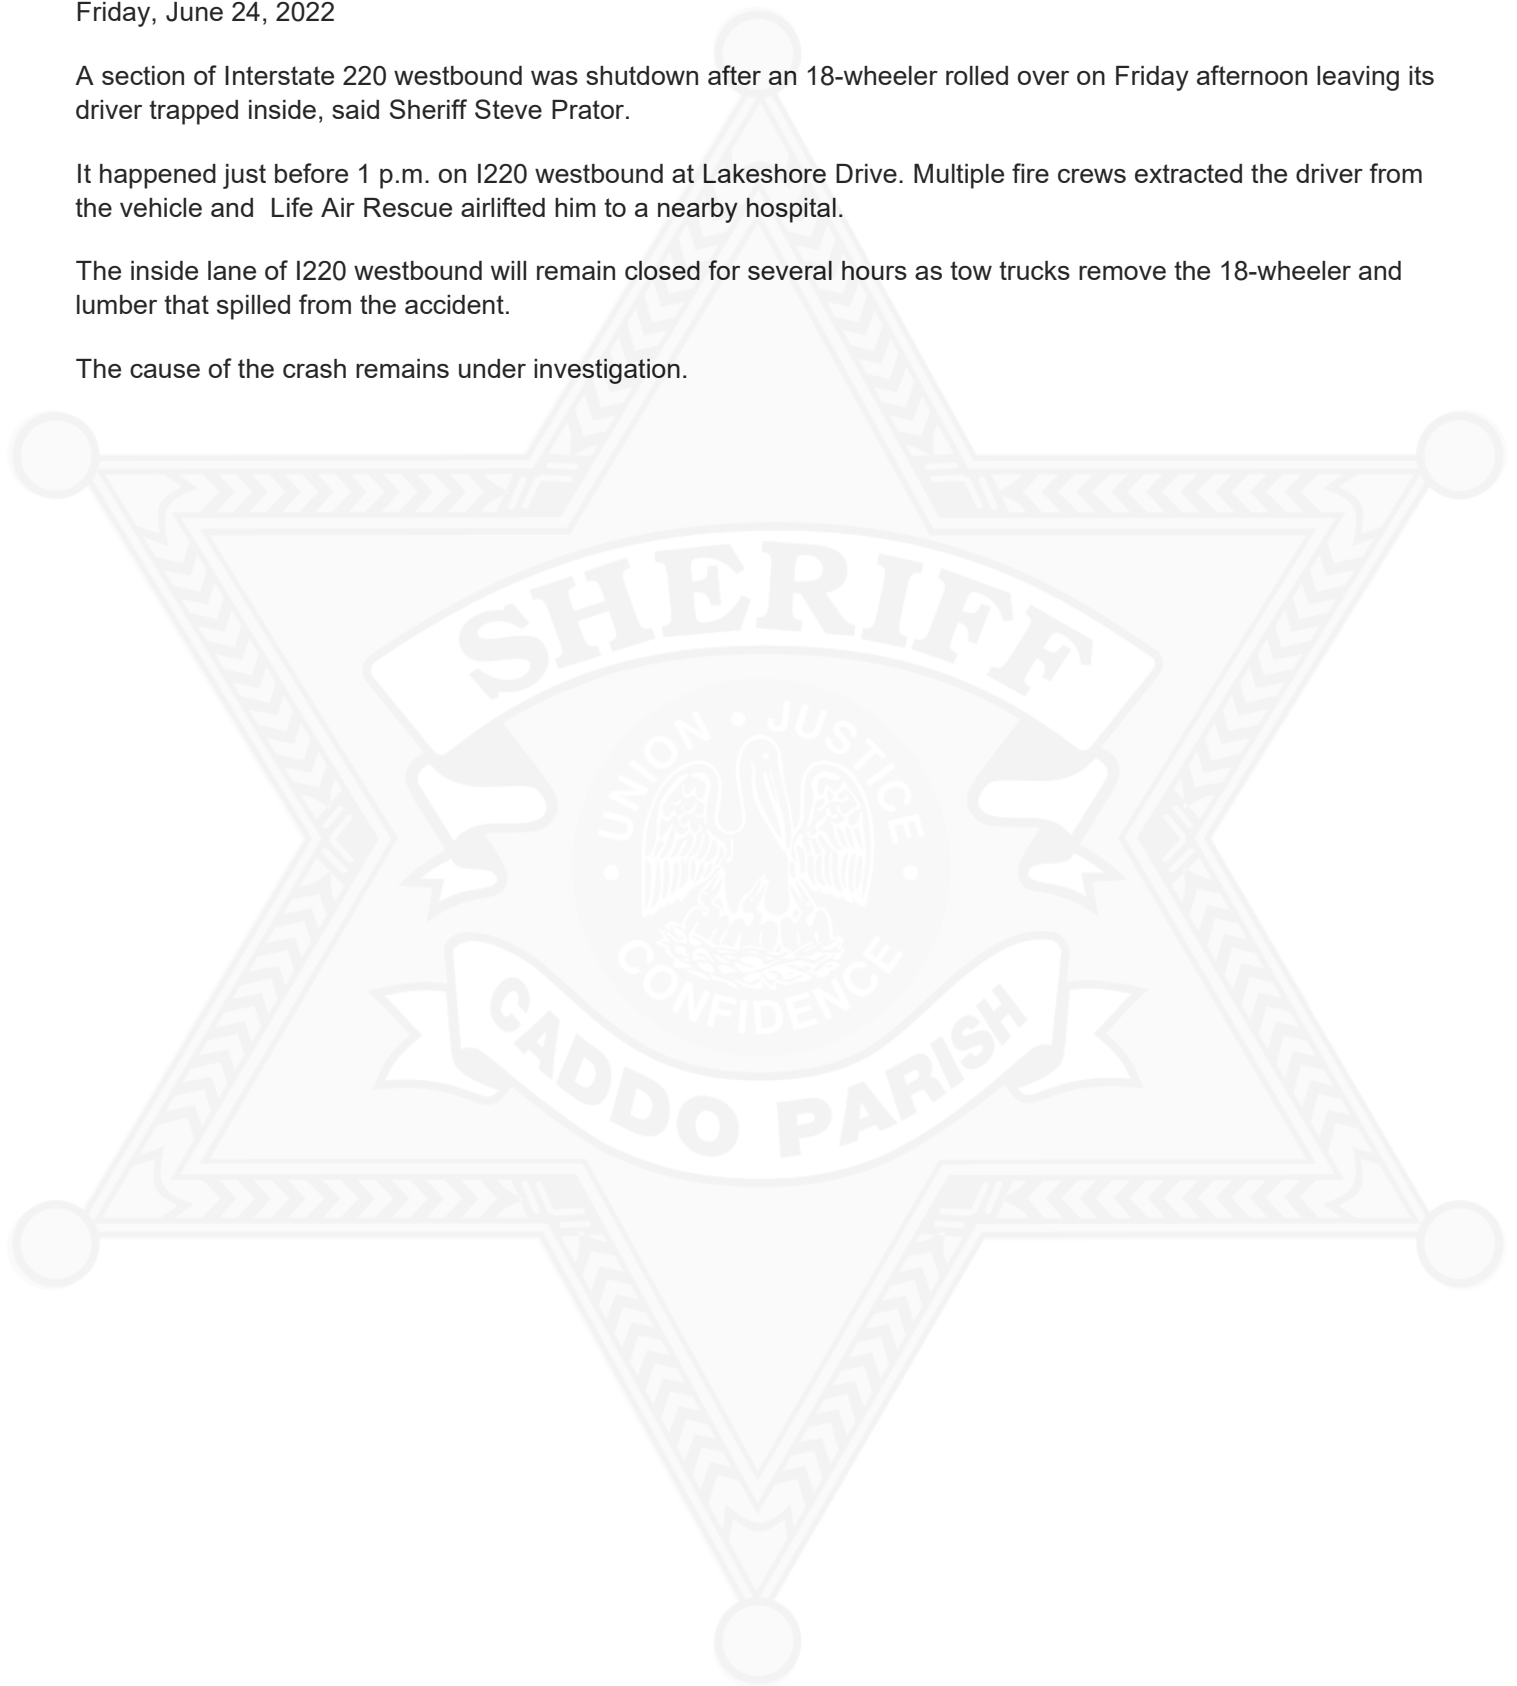 Friday, June 24, 2022
A section of Interstate 220 westbound was shutdown after an 18-wheeler rolled over on Friday afternoon leaving its
driver trapped inside, said Sheriff Steve Prator.
It happened just before 1 p.m. on I220 westbound at Lakeshore Drive. Multiple fire crews extracted the driver from
the vehicle and  Life Air Rescue airlifted him to a nearby hospital.
The inside lane of I220 westbound will remain closed for several hours as tow trucks remove the 18-wheeler and
lumber that spilled from the accident.
The cause of the crash remains under investigation.
SHERIFF
UNION • JUSTICE
• CONFIDENCE •
CADDO PARISH